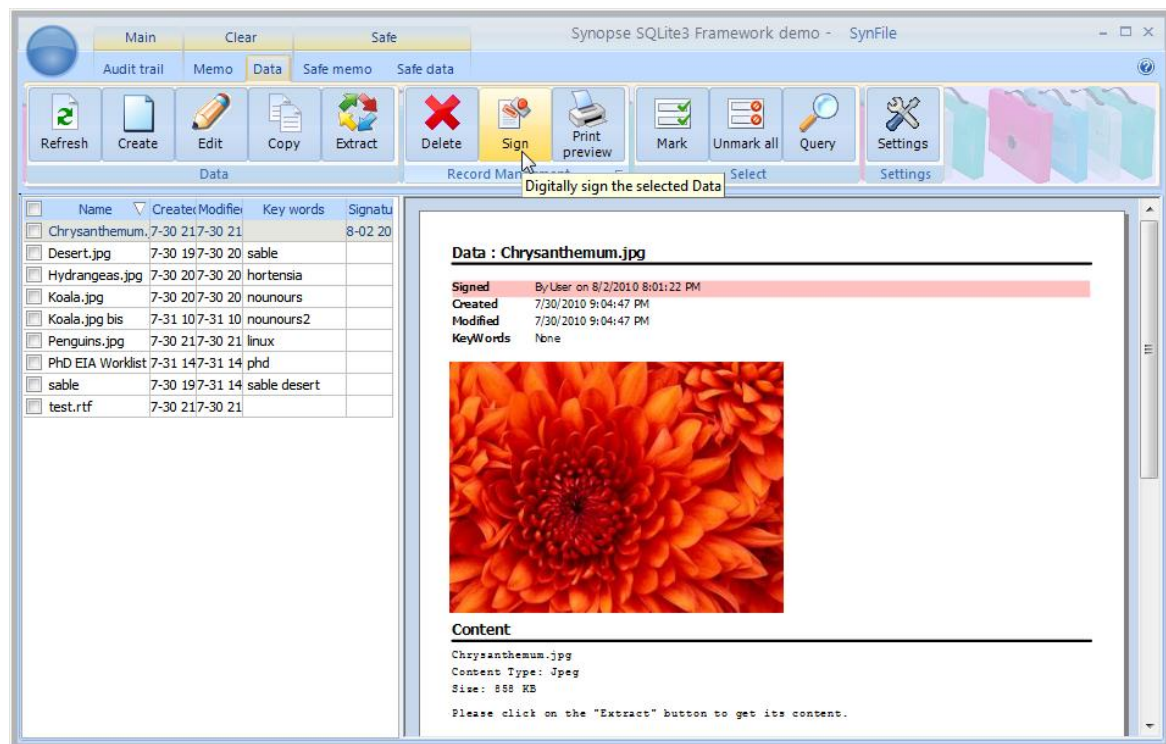 Main Clear Safe Synopse SQLite3 Framework demo - SynFile
Audit trail Memo Data Safe memo Safe data
Refresh Create Edit Copy Extract Delete Sign Print preview Mark Unmark all Query Settings
Data Record Man Select Settings
Digitally sign the selected Data
Name Created Modified Key words Signatu
Chrysanthemum. 7-30 21 7-30 21 8-02 20
Desert.jpg 7-30 19 7-30 20 sable
Hydrangeas.jpg 7-30 20 7-30 20 hortensia
Koala.jpg 7-30 20 7-30 20 nounours
Koala.jpg bis 7-31 10 7-31 10 nounours2
Penguins.jpg 7-30 21 7-30 21 linux
PhD EIA Worklist 7-31 14 7-31 14 phd
sable 7-30 19 7-31 14 sable desert
test.rtf 7-30 21 7-30 21
Data : Chrysanthemum.jpg
Signed By User on 8/2/2010 8:01:22 PM
Created 7/30/2010 9:04:47 PM
Modified 7/30/2010 9:04:47 PM
KeyWords None
Content
Chrysanthemum.jpg
Content Type: Jpeg
Size: 858 KB
Please click on the "Extract" button to get its content.